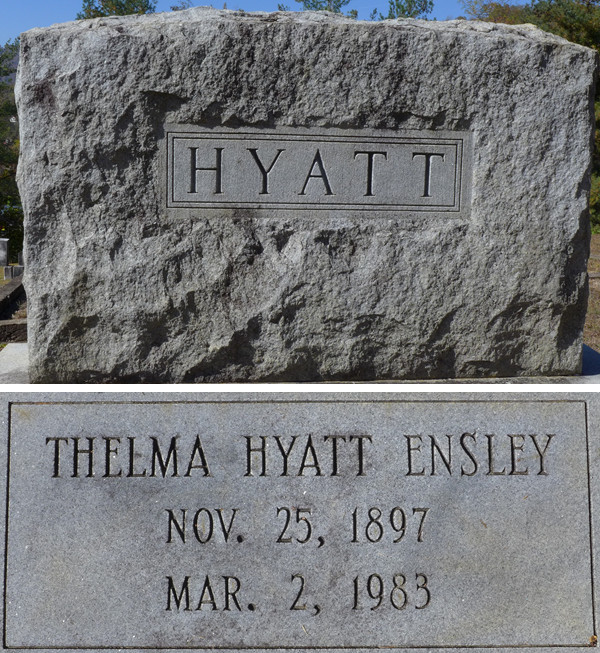 HYATT
THELMA HYATT ENSLEY
NOV. 25, 1897
MAR. 2, 1983